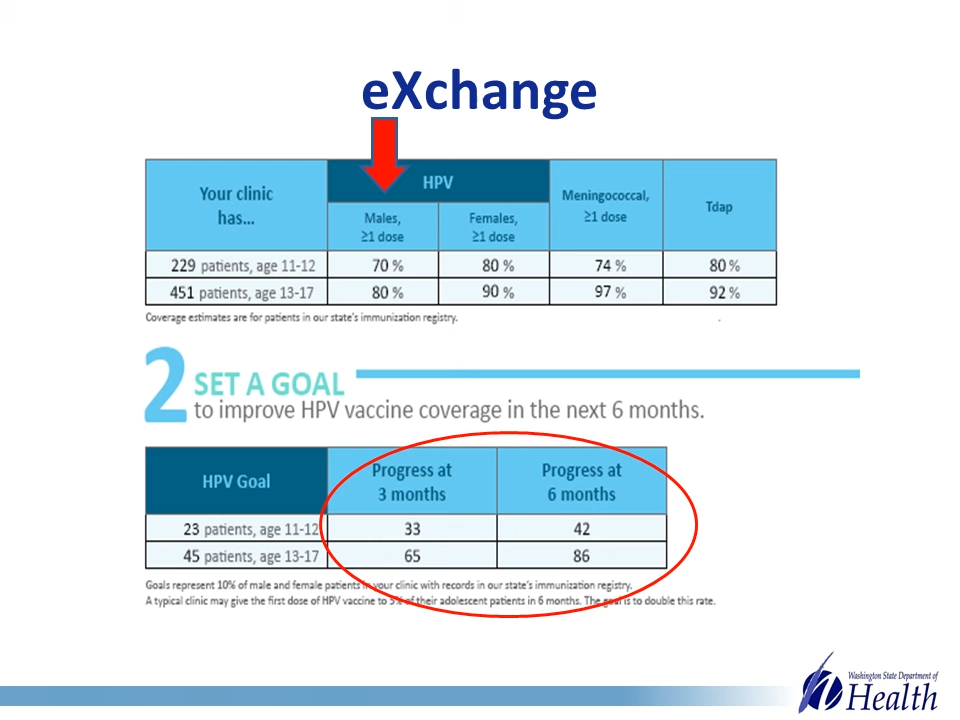 eXchange
Your clinic has...
HPV
Males, ≥1 dose
Females, ≥1 dose
Meningococcal, ≥1 dose
Tdap
229 patients, age 11-12 70 % 80 % 74 % 80 %
451 patients, age 13-17 80 % 90 % 97 % 92 %
Coverage estimates are for patients in our state's immunization registry.
2 SET A GOAL
to improve HPV vaccine coverage in the next 6 months.
HPV Goal
Progress at 3 months
Progress at 6 months
23 patients, age 11-12 33 42
45 patients, age 13-17 65 86
Goals represent 10% of male and female patients in your clinic with records in our state's immunization registry.
A typical clinic may give the first dose of HPV vaccine to 5% of their adolescent patients in 6 months. The goal is to double this rate.
Washington State Department of
Health